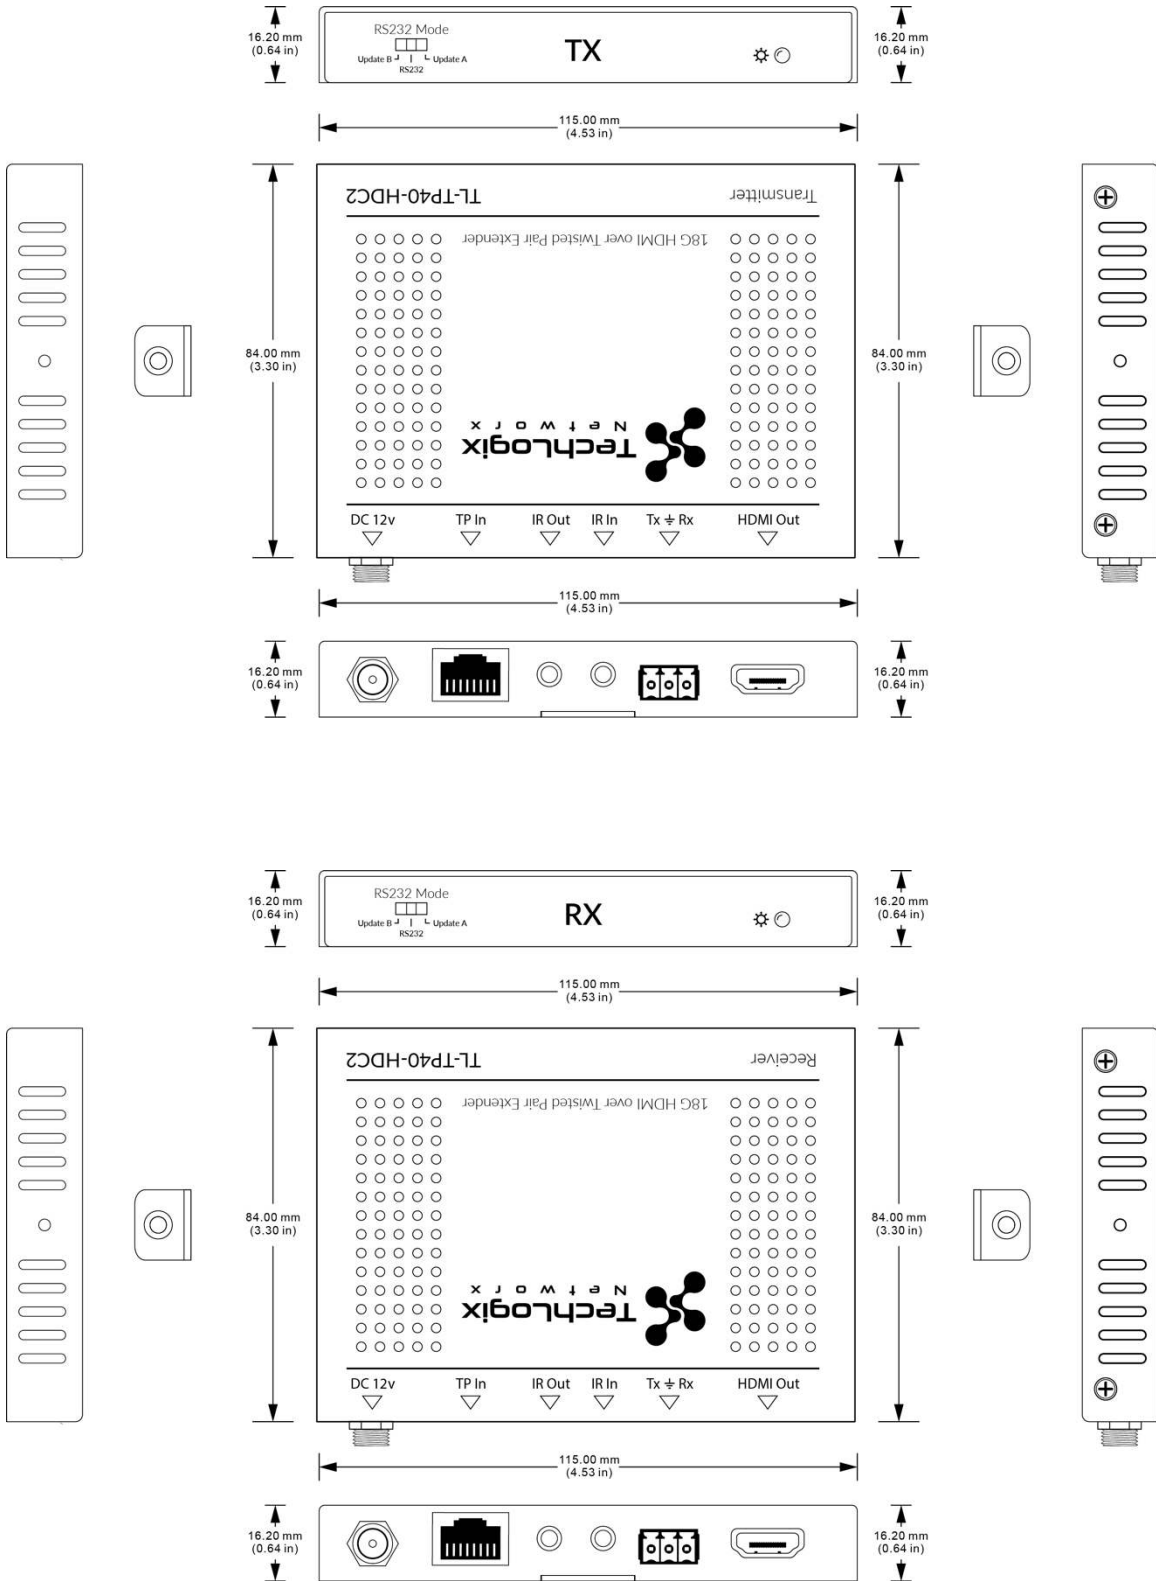 16.20 mm
(0.64 in)
RS232 Mode
Update B
RS232
Update A
TX
16.20 mm
(0.64 in)
115.00 mm
(4.53 in)
TL-TP40-HDC2
Transmitter
18G HDMI over Twisted Pair Extender
84.00 mm
(3.30 in)
84.00 mm
(3.30 in)
TechLogix
Networx
DC 12v
TP In
IR Out
IR In
Tx ⏚ Rx
HDMI Out
115.00 mm
(4.53 in)
16.20 mm
(0.64 in)
16.20 mm
(0.64 in)
16.20 mm
(0.64 in)
RS232 Mode
Update B
RS232
Update A
RX
16.20 mm
(0.64 in)
115.00 mm
(4.53 in)
TL-TP40-HDC2
Receiver
18G HDMI over Twisted Pair Extender
84.00 mm
(3.30 in)
84.00 mm
(3.30 in)
TechLogix
Networx
DC 12v
TP In
IR Out
IR In
Tx ⏚ Rx
HDMI Out
115.00 mm
(4.53 in)
16.20 mm
(0.64 in)
16.20 mm
(0.64 in)